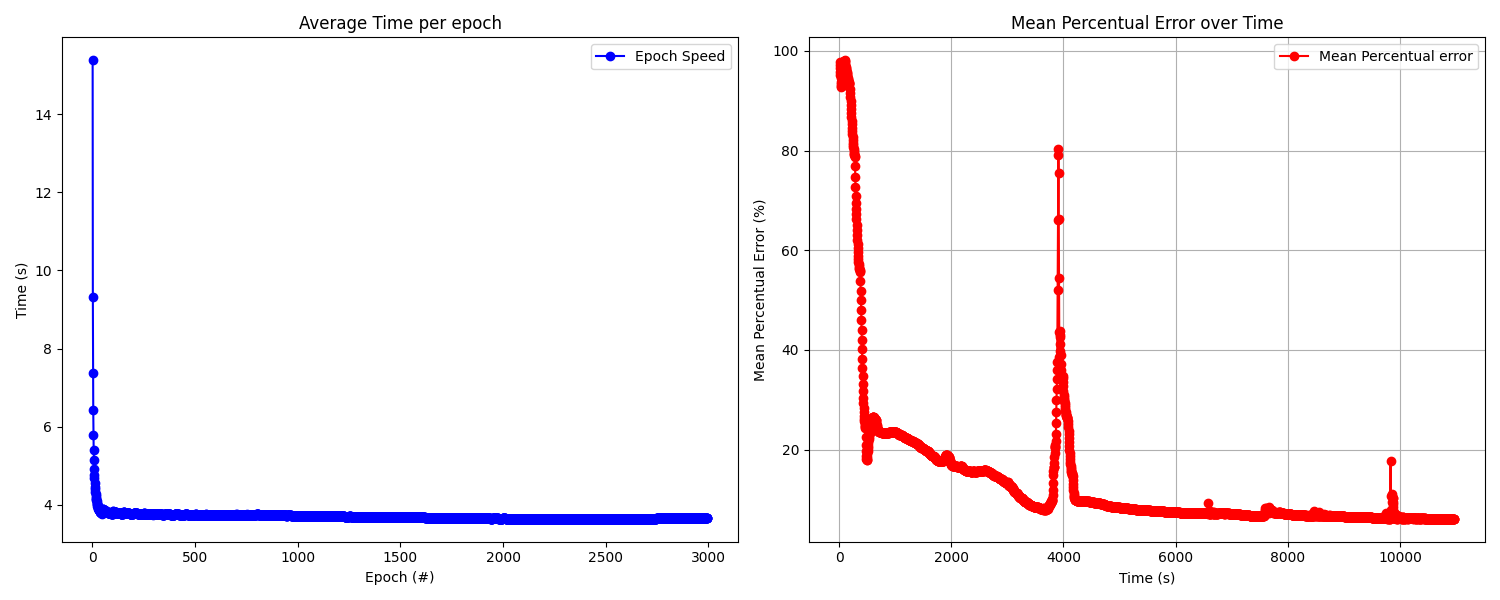 Average Time per epoch
Epoch Speed
14
12
10
8
6
4
Time (s)
0 500 1000 1500 2000 2500 3000
Epoch (#)
Mean Percentual Error over Time
Mean Percentual error
100
80
60
40
20
Mean Percentual Error (%)
0 2000 4000 6000 8000 10000
Time (s)